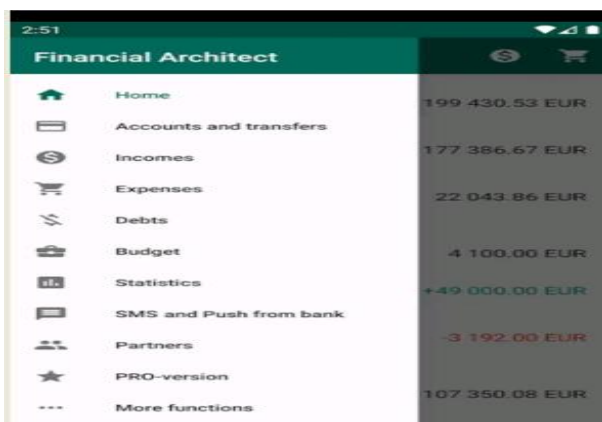 2:51
Financial Architect
Home
199 430.53 EUR
Accounts and transfers
Incomes
177 386.67 EUR
Expenses
22 043.86 EUR
Debts
Budget
4 100.00 EUR
Statistics
+49 000.00 EUR
SMS and Push from bank
Partners
-3 192.00 EUR
PRO-version
107 350.08 EUR
More functions